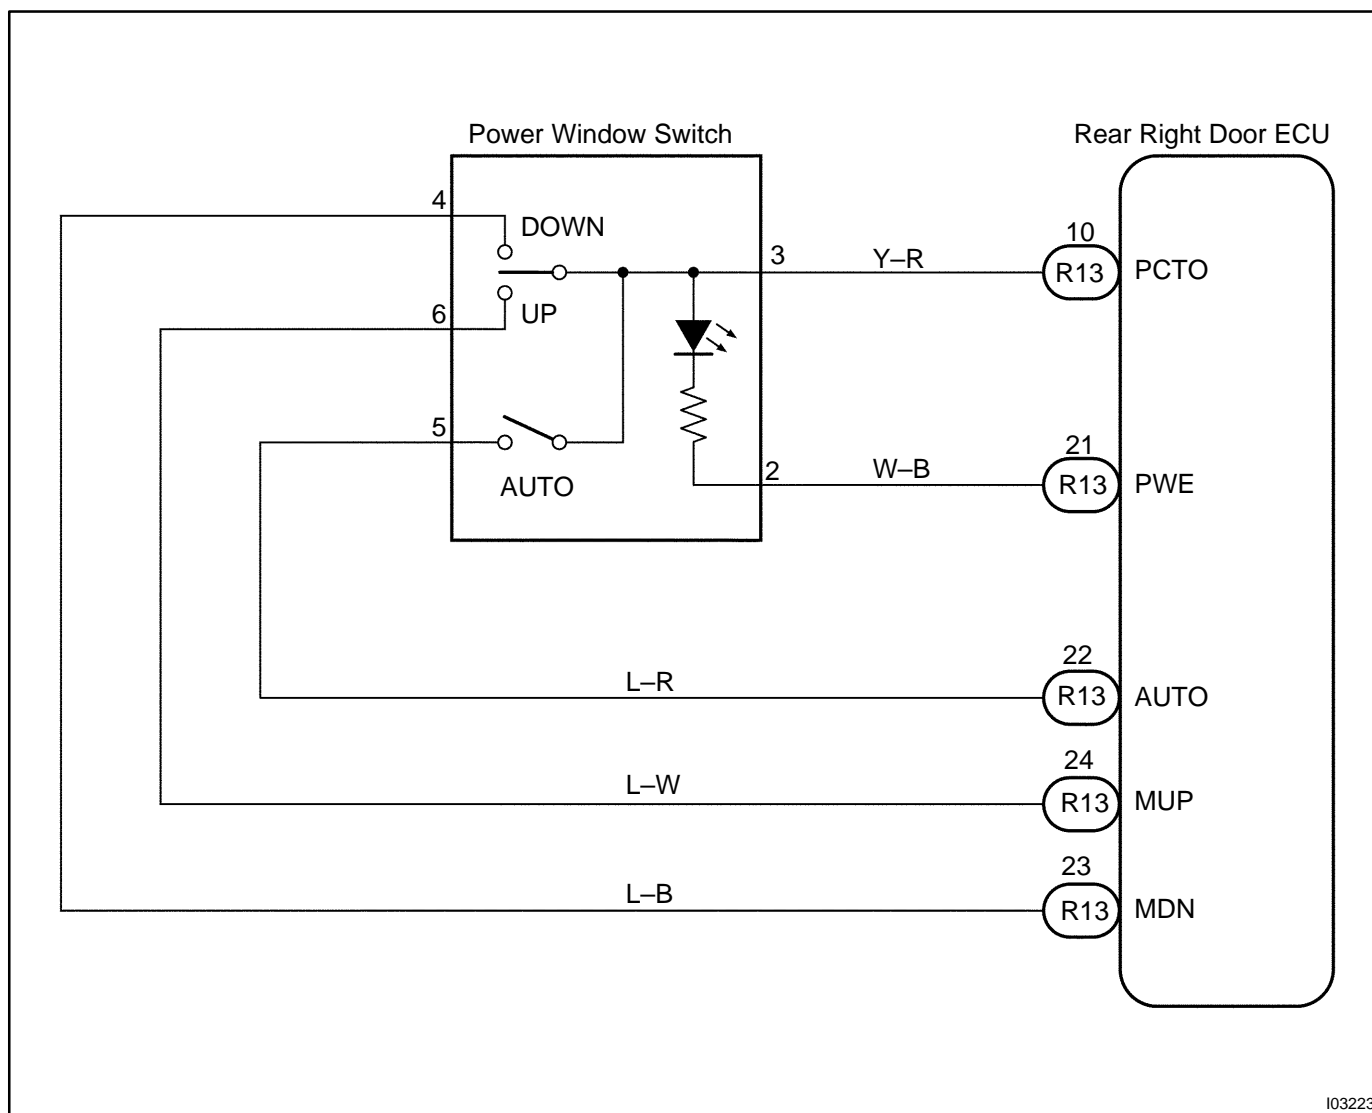 Power Window Switch
Rear Right Door ECU
4
DOWN
3
Y–R
10
R13
PCTO
6
UP
5
AUTO
2
W–B
21
R13
PWE
L–R
22
R13
AUTO
L–W
24
R13
MUP
L–B
23
R13
MDN
I03223